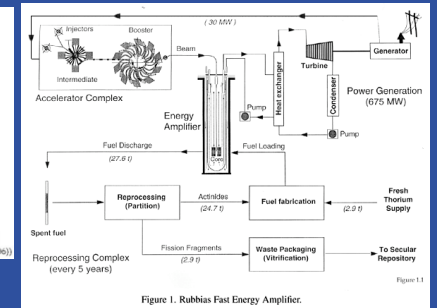 ( 30 MW )
Injectors
Booster
Beam
Intermediate
Accelerator Complex
Turbine
Generator
Heat exchanger
Condenser
Power Generation
(675 MW)
Pump
Pump
Energy
Amplifier
Core
Fuel Discharge
(27.6 t)
Fuel Loading
Reprocessing
(Partition)
Actinides
(24.7 t)
Fuel fabrication
(2.9 t)
Fresh
Thorium
Supply
Spent fuel
Reprocessing Complex
(every 5 years)
Fission Fragments
(2.9 t)
Waste Packaging
(Vitrification)
To Secular
Repository
Figure 1.1
Figure 1. Rubbias Fast Energy Amplifier.